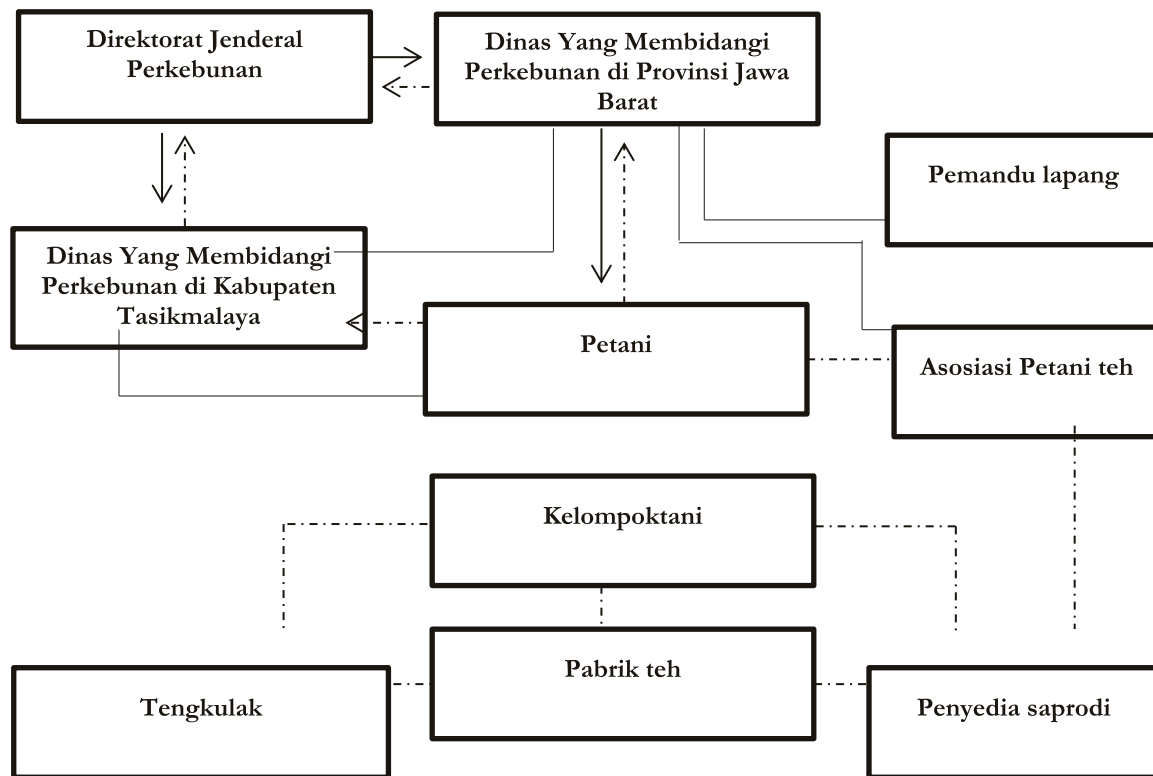 Direktorat Jenderal
Perkebunan
Dinas Yang Membidangi
Perkebunan di Provinsi Jawa
Barat
Pemandu lapang
Dinas Yang Membidangi
Perkebunan di Kabupaten
Tasikmalaya
Petani
Asosiasi Petani teh
Kelompoktani
Pabrik teh
Tengkulak
Penyedia saprodi